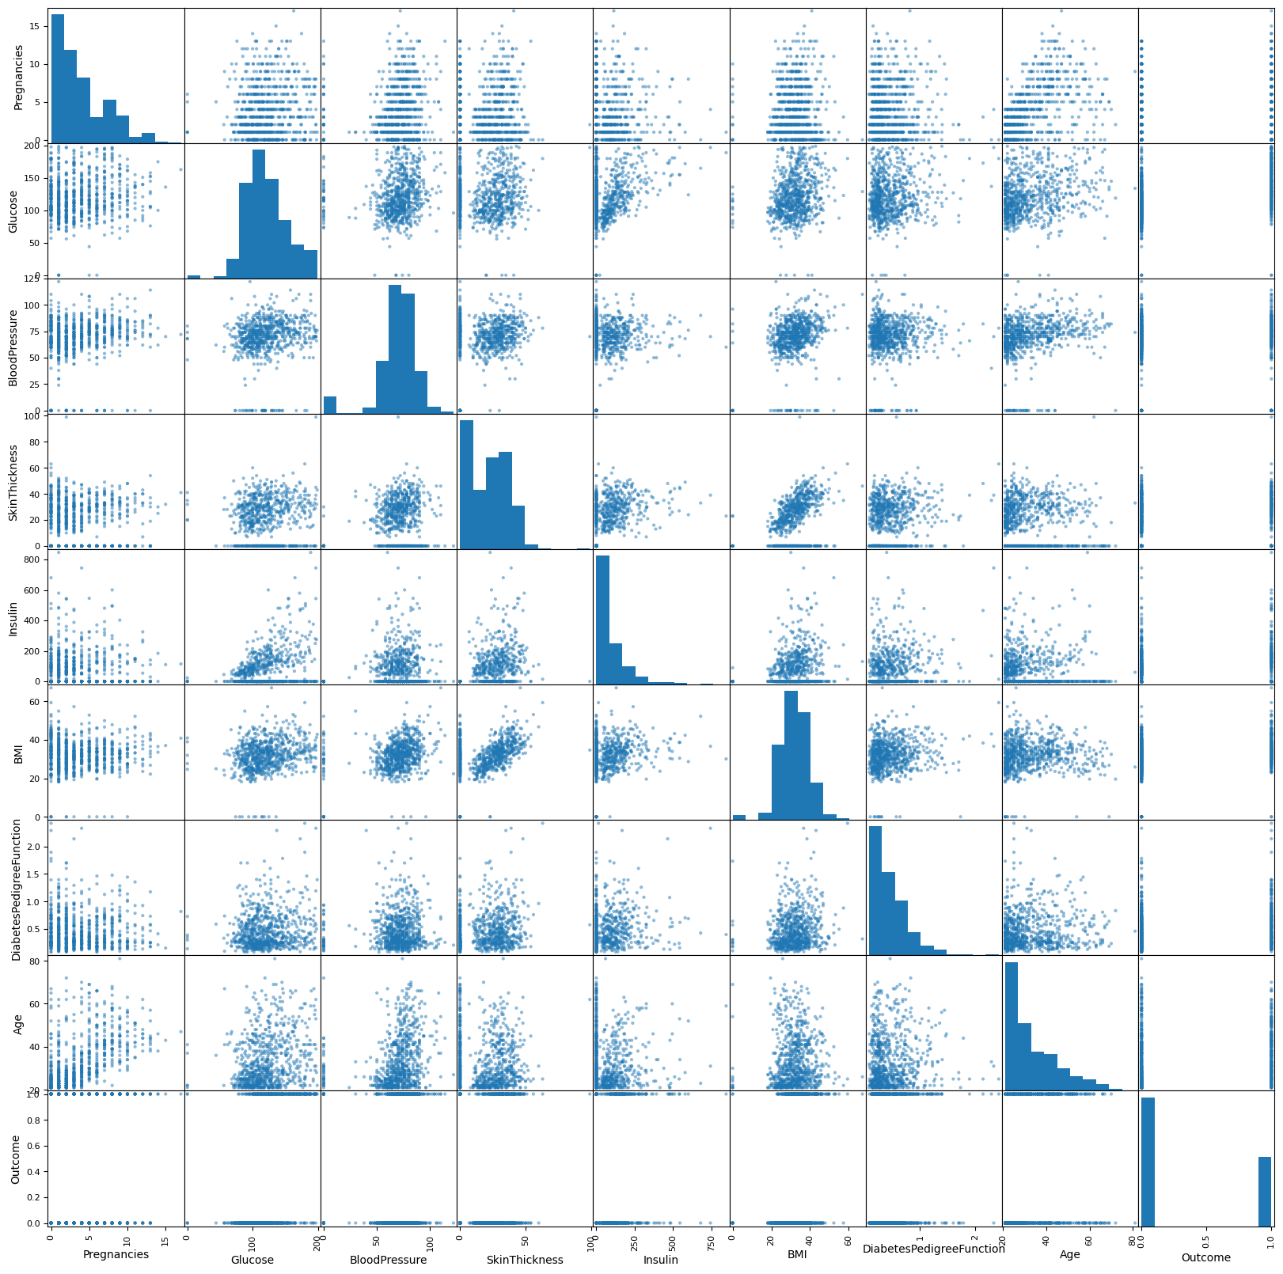 Pregnancies
15
10
5
0
Glucose
200
150
100
50
0
BloodPressure
125
100
75
50
25
0
SkinThickness
100
80
60
40
20
0
Insulin
800
600
400
200
0
BMI
60
40
20
0
DiabetesPedigreeFunction
2.0
1.5
1.0
0.5
Age
80
60
40
20
Outcome
1.0
0.8
0.6
0.4
0.2
0.0
0 5 10 15
Pregnancies
0 100 200
Glucose
0 50 100
BloodPressure
0 50 100
SkinThickness
0 250 500 750
Insulin
0 20 40 60
BMI
1 2
DiabetesPedigreeFunction
20 40 60 80
Age
0.0 0.5 1.0
Outcome